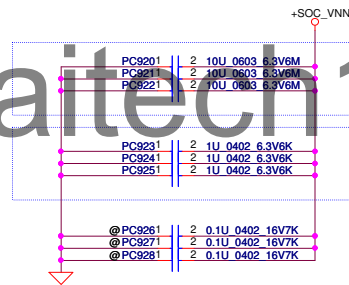 +SOC_VNN
PC920 1 2 10U_0603_6.3V6M
PC921 1 2 10U_0603_6.3V6M
PC922 1 2 10U_0603_6.3V6M
aitech1
PC923 1 2 1U_0402_6.3V6K
PC924 1 2 1U_0402_6.3V6K
PC925 1 2 1U_0402_6.3V6K
@PC926 1 2 0.1U_0402_16V7K
@PC927 1 2 0.1U_0402_16V7K
@PC928 1 2 0.1U_0402_16V7K